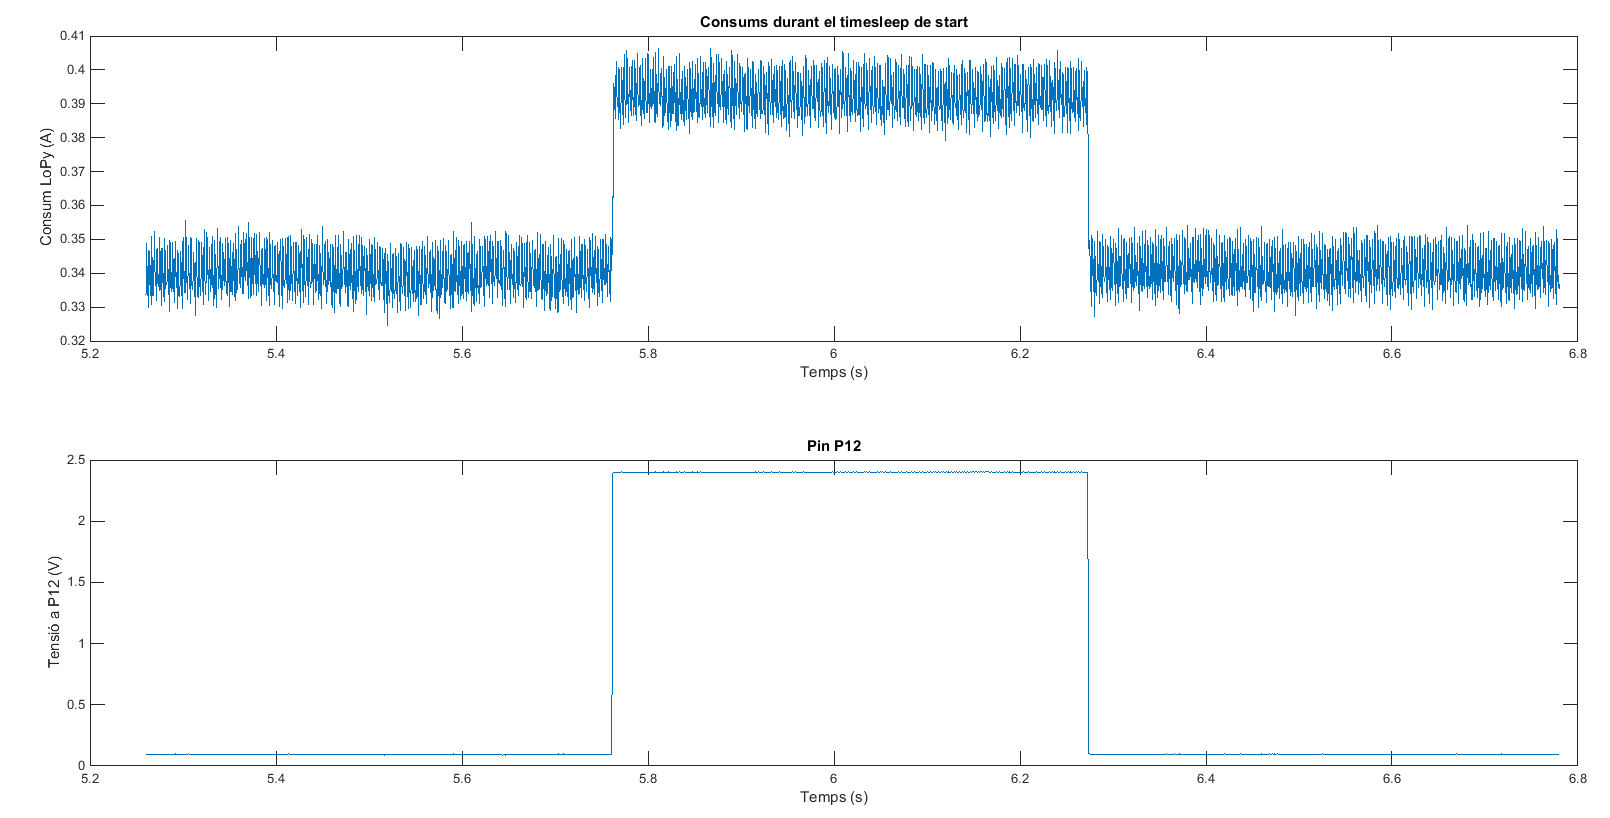 Consums durant el timesleep de start
0.41
0.4
0.39
0.38
0.37
0.36
0.35
0.34
0.33
0.32
Consum LoPy (A)
5.2 5.4 5.6 5.8 6 6.2 6.4 6.6 6.8
Temps (s)
Pin P12
2.5
2
1.5
1
0.5
0
Tensió a P12 (V)
5.2 5.4 5.6 5.8 6 6.2 6.4 6.6 6.8
Temps (s)